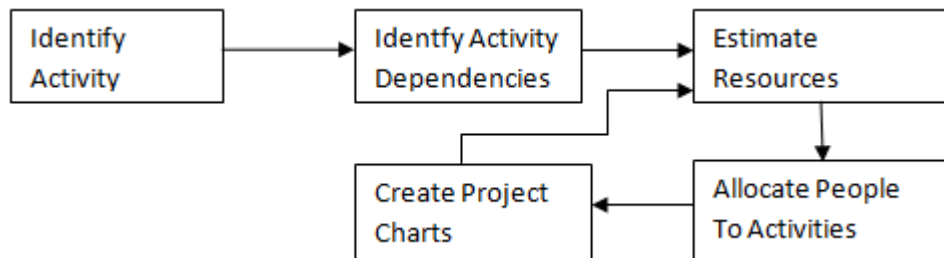 Identify
Activity
Identfy Activity
Dependencies
Estimate
Resources
Create Project
Charts
Allocate People
To Activities